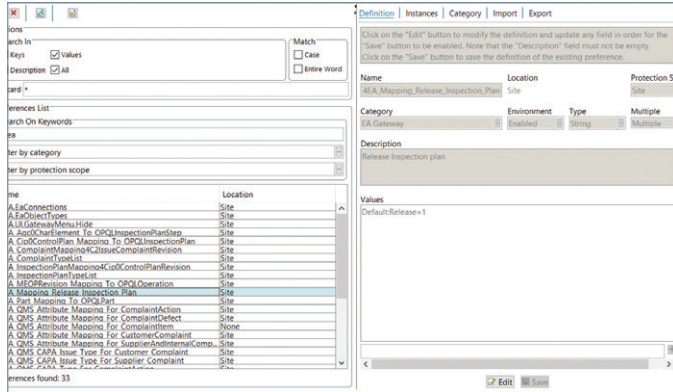 ions
arch In
Keys Values
Description All
Match
Case
Entire Word
card *
erences List
arch On Keywords
ea
ter by category
ter by protection scope
me Location
A.EaConnections Site
A.EaObjectTypes Site
A.UI.GatewayMenu.Hide Site
A_Aqc0CharElement_To_OPQLInspectionPlanStep Site
A_Cip0ControlPlan_Mapping_To_OPQLInspectionPlan Site
A_ComplaintMapping4C2IssueComplaintRevision Site
A_ComplaintTypeList Site
A_InspectionPlanMapping4Cip0ControlPlanRevision Site
A_InspectionPlanTypeList Site
A_MEOPRevision_Mapping_To_OPQLOperation Site
A_Mapping_Release_Inspection_Plan Site
A_Part_Mapping_To_OPQLPart Site
A_QMS_Attribute_Mapping_For_ComplaintAction Site
A_QMS_Attribute_Mapping_For_ComplaintDefect Site
A_QMS_Attribute_Mapping_For_ComplaintItem None
A_QMS_Attribute_Mapping_For_CustomerComplaint Site
A_QMS_Attribute_Mapping_For_SupplierAndInternalComp... Site
A_QMS_CAPA_Issue_Type_For_Customer_Complaint Site
A_QMS_CAPA_Issue_Type_For_Supplier_Complaint Site
A_QMS_CAPA_Type_For_ComplaintAction Site
erences found: 33
Definition Instances Category Import Export
Click on the "Edit" button to modify the definition and update any field in order for the
"Save" button to be enabled. Note that the "Description" field must not be empty.
Click on the "Save" button to save the definition of the existing preference.
Name Location Protection S
4EA_Mapping_Release_Inspection_Plan Site Site
Category Environment Type Multiple
EA Gateway Enabled String Multiple
Description
Release Inspection plan
Values
Default:Release=1
Edit Save